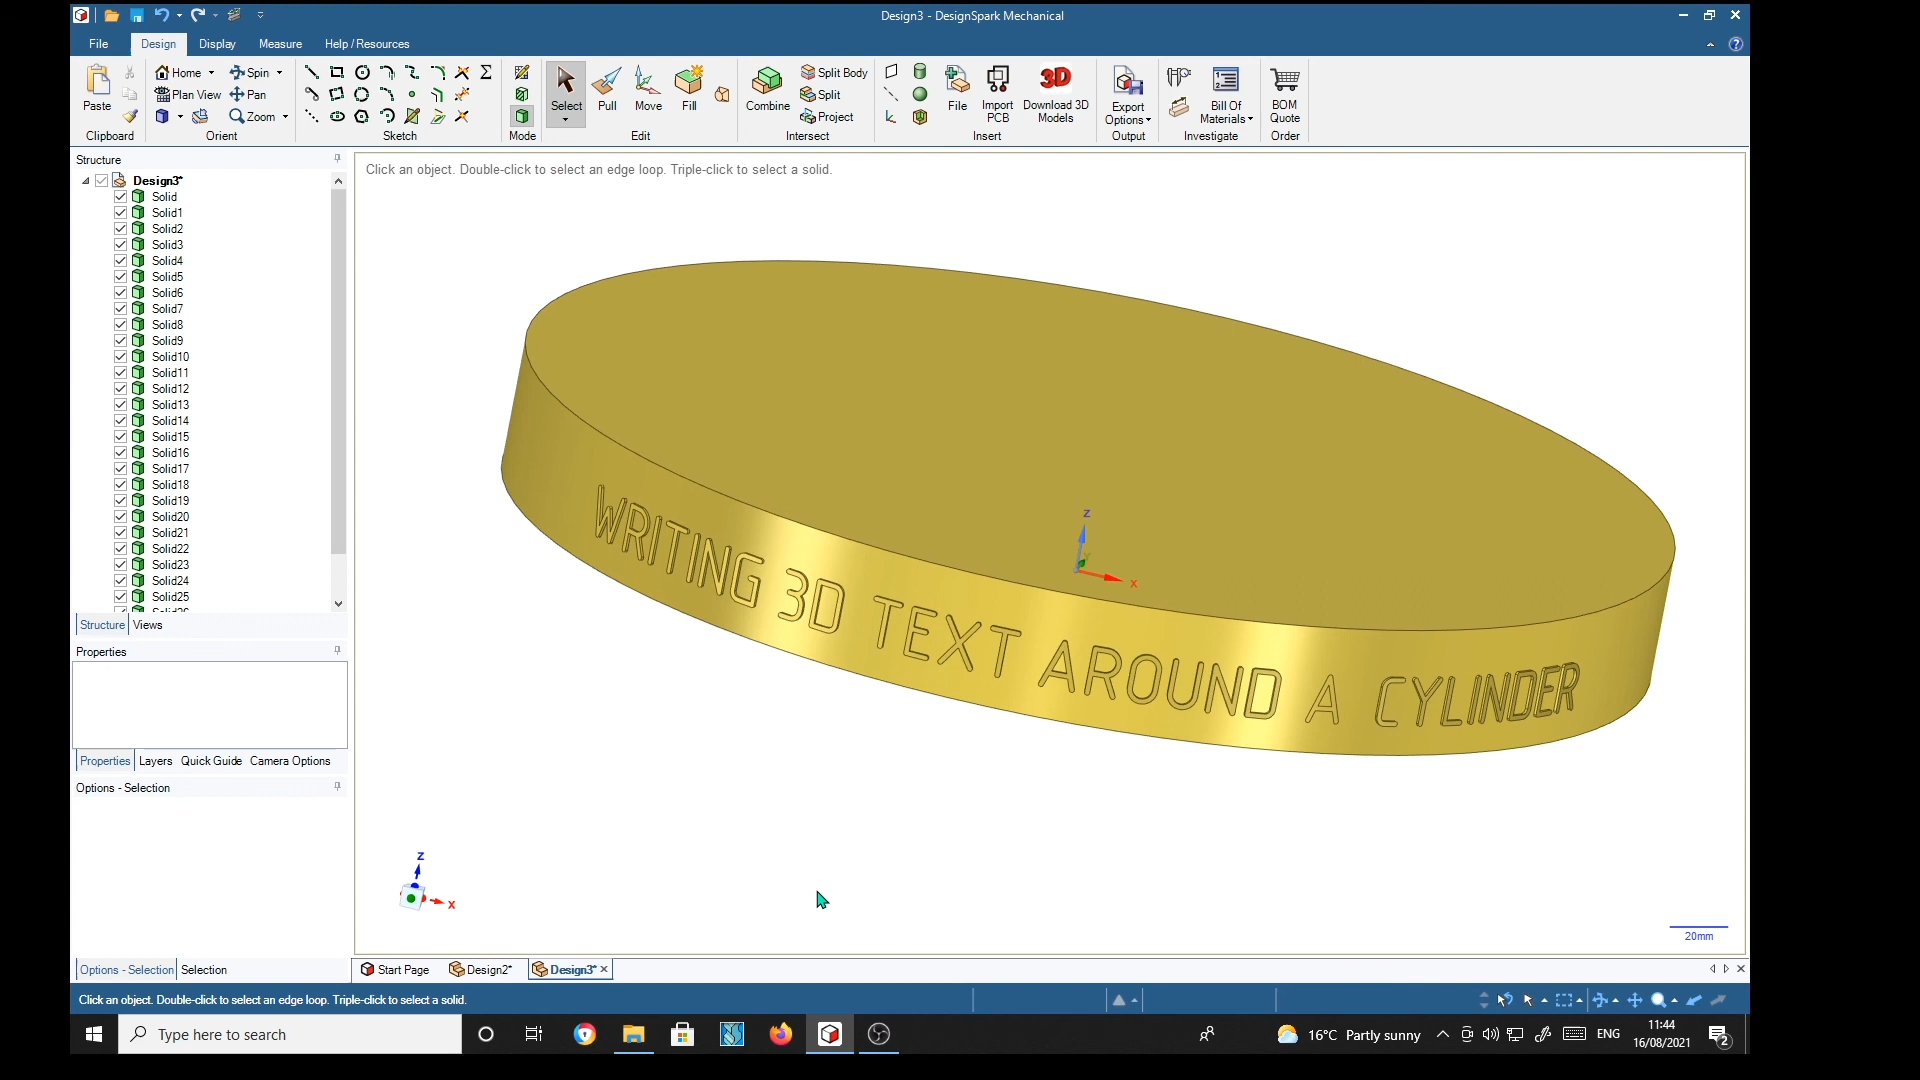 Design3 - DesignSpark Mechanical
File Design Display Measure Help / Resources
Paste Home Spin Split Body
Plan View Pan Select Pull Move Fill Combine Split File Import PCB Download 3D Models Export Options Bill Of Materials BOM Quote
Zoom Project
Clipboard Orient Sketch Mode Edit Intersect Insert Output Investigate Order
Structure
Click an object. Double-click to select an edge loop. Triple-click to select a solid.
Design3*
Solid
Solid1
Solid2
Solid3
Solid4
Solid5
Solid6
Solid7
Solid8
Solid9
Solid10
Solid11
Solid12
Solid13
Solid14
Solid15
Solid16
Solid17
Solid18
Solid19
Solid20
Solid21
Solid22
Solid23
Solid24
Solid25
Structure Views
Properties
Properties Layers Quick Guide Camera Options
Options - Selection
WRITING 3D TEXT AROUND A CYLINDER
Z
Y
X
Z
X
20mm
Options - Selection Selection
Start Page Design2* Design3*
Click an object. Double-click to select an edge loop. Triple-click to select a solid.
Type here to search
16°C Partly sunny
ENG
11:44
16/08/2021
2